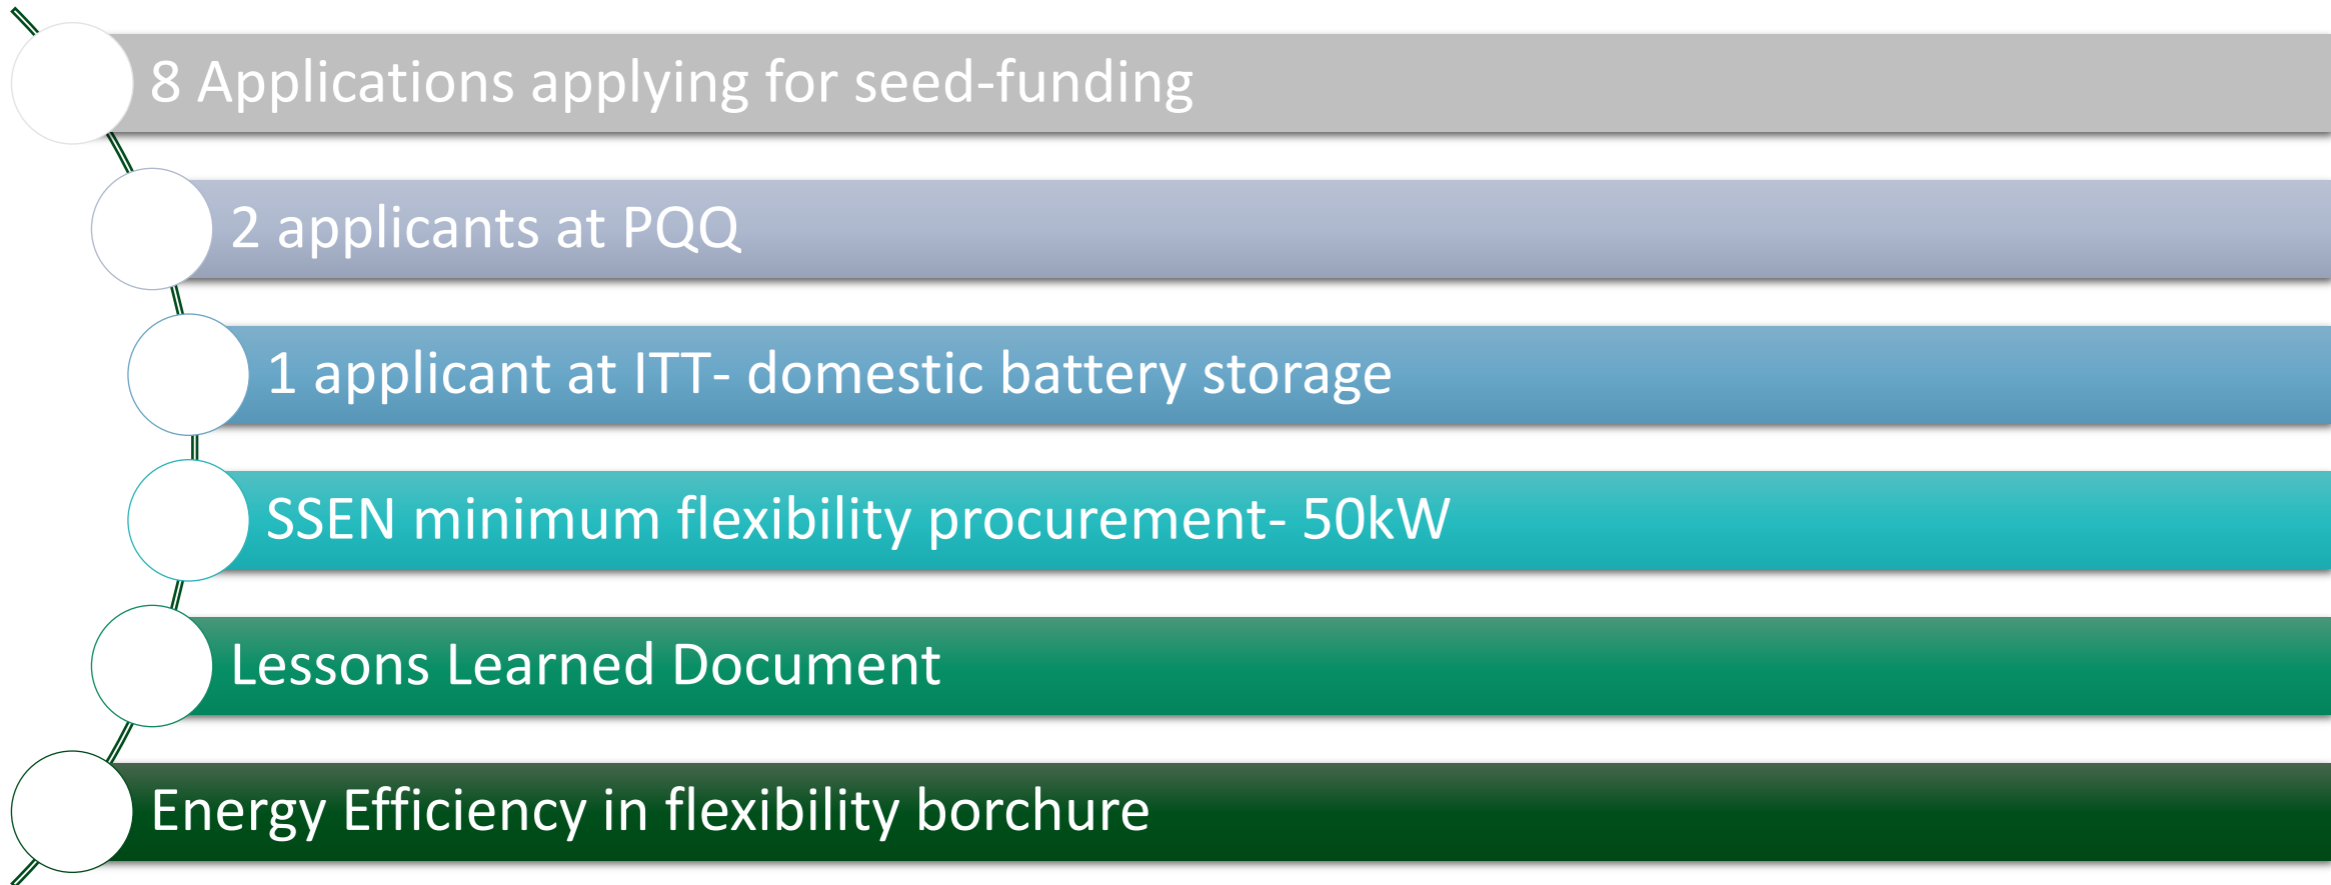 8 Applications applying for seed-funding
2 applicants at PQQ
1 applicant at ITT- domestic battery storage
SSEN minimum flexibility procurement- 50kW
Lessons Learned Document
Energy Efficiency in flexibility borchure